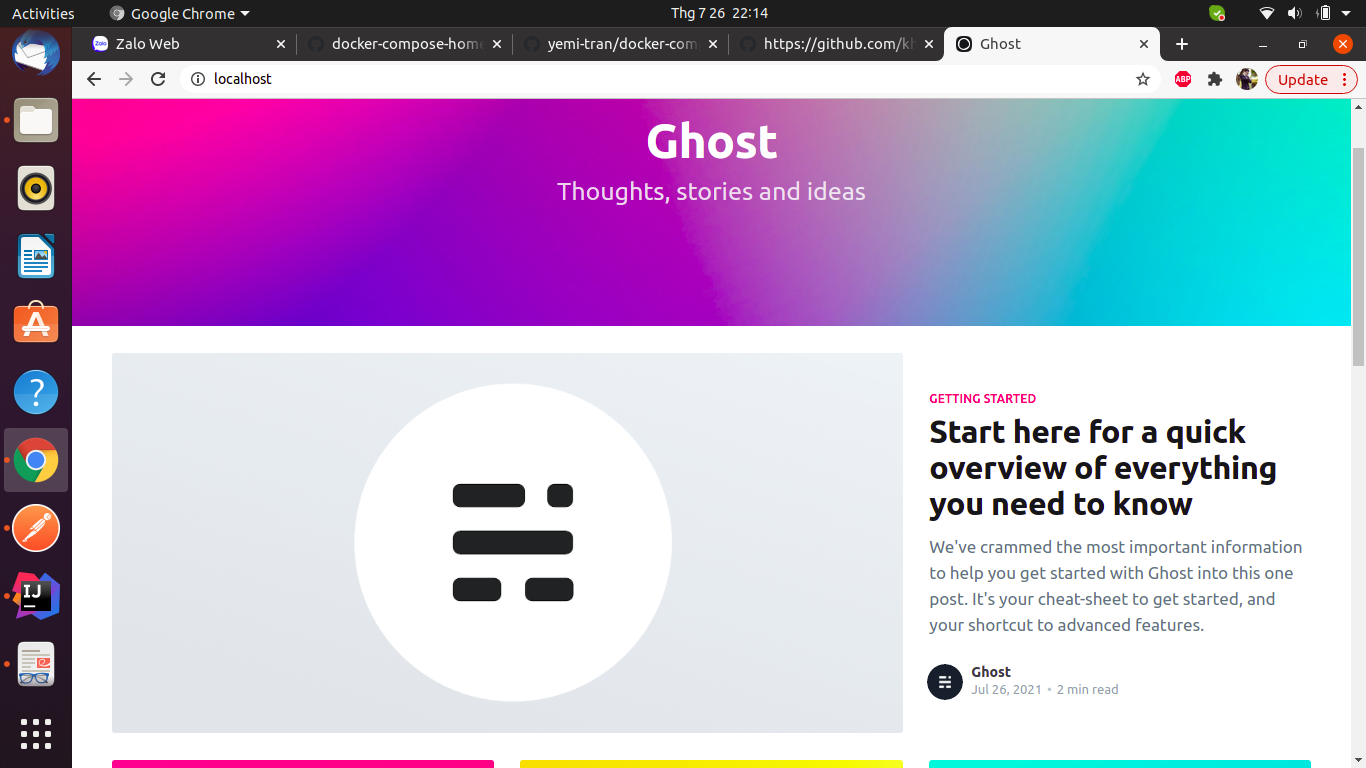 Activities
Google Chrome
Thg 7 26 22:14
Zalo
Zalo Web
docker-compose-home
yemi-tran/docker-com
https://github.com/kh
Ghost
localhost
ABP
Update
Ghost
Thoughts, stories and ideas
GETTING STARTED
Start here for a quick
overview of everything
you need to know
We've crammed the most important information
to help you get started with Ghost into this one
post. It's your cheat-sheet to get started, and
your shortcut to advanced features.
Ghost
Jul 26, 2021 • 2 min read
IJ